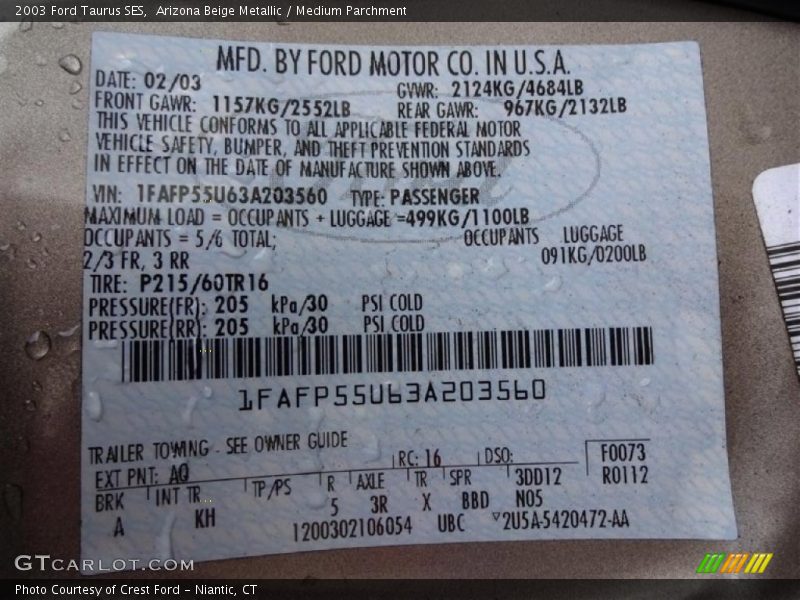 2003 Ford Taurus SES, Arizona Beige Metallic / Medium Parchment
MFD. BY FORD MOTOR CO. IN U.S.A.
DATE: 02/03 GVWR: 2124KG/4684LB
FRONT GAWR: 1157KG/2552LB REAR GAWR: 967KG/2132LB
THIS VEHICLE CONFORMS TO ALL APPLICABLE FEDERAL MOTOR
VEHICLE SAFETY, BUMPER, AND THEFT PREVENTION STANDARDS
IN EFFECT ON THE DATE OF MANUFACTURE SHOWN ABOVE.
VIN: 1FAFP55U63A203560 TYPE: PASSENGER
MAXIMUM LOAD = OCCUPANTS + LUGGAGE =499KG/1100LB
OCCUPANTS = 5/6 TOTAL; OCCUPANTS LUGGAGE
2/3 FR, 3 RR 091KG/0200LB
TIRE: P215/60TR16
PRESSURE(FR): 205 kPa/30 PSI COLD
PRESSURE(RR): 205 kPa/30 PSI COLD
1FAFP55U63A203560
TRAILER TOWING - SEE OWNER GUIDE
EXT PNT: AQ RC: 16 DSO: F0073
BRK INT TR TP/PS R AXLE TR SPR 3DD12 R0112
A KH 5 3R X BBD N05
1200302106054 UBC ▽2U5A-5420472-AA
GTCARLOT.COM
Photo Courtesy of Crest Ford - Niantic, CT